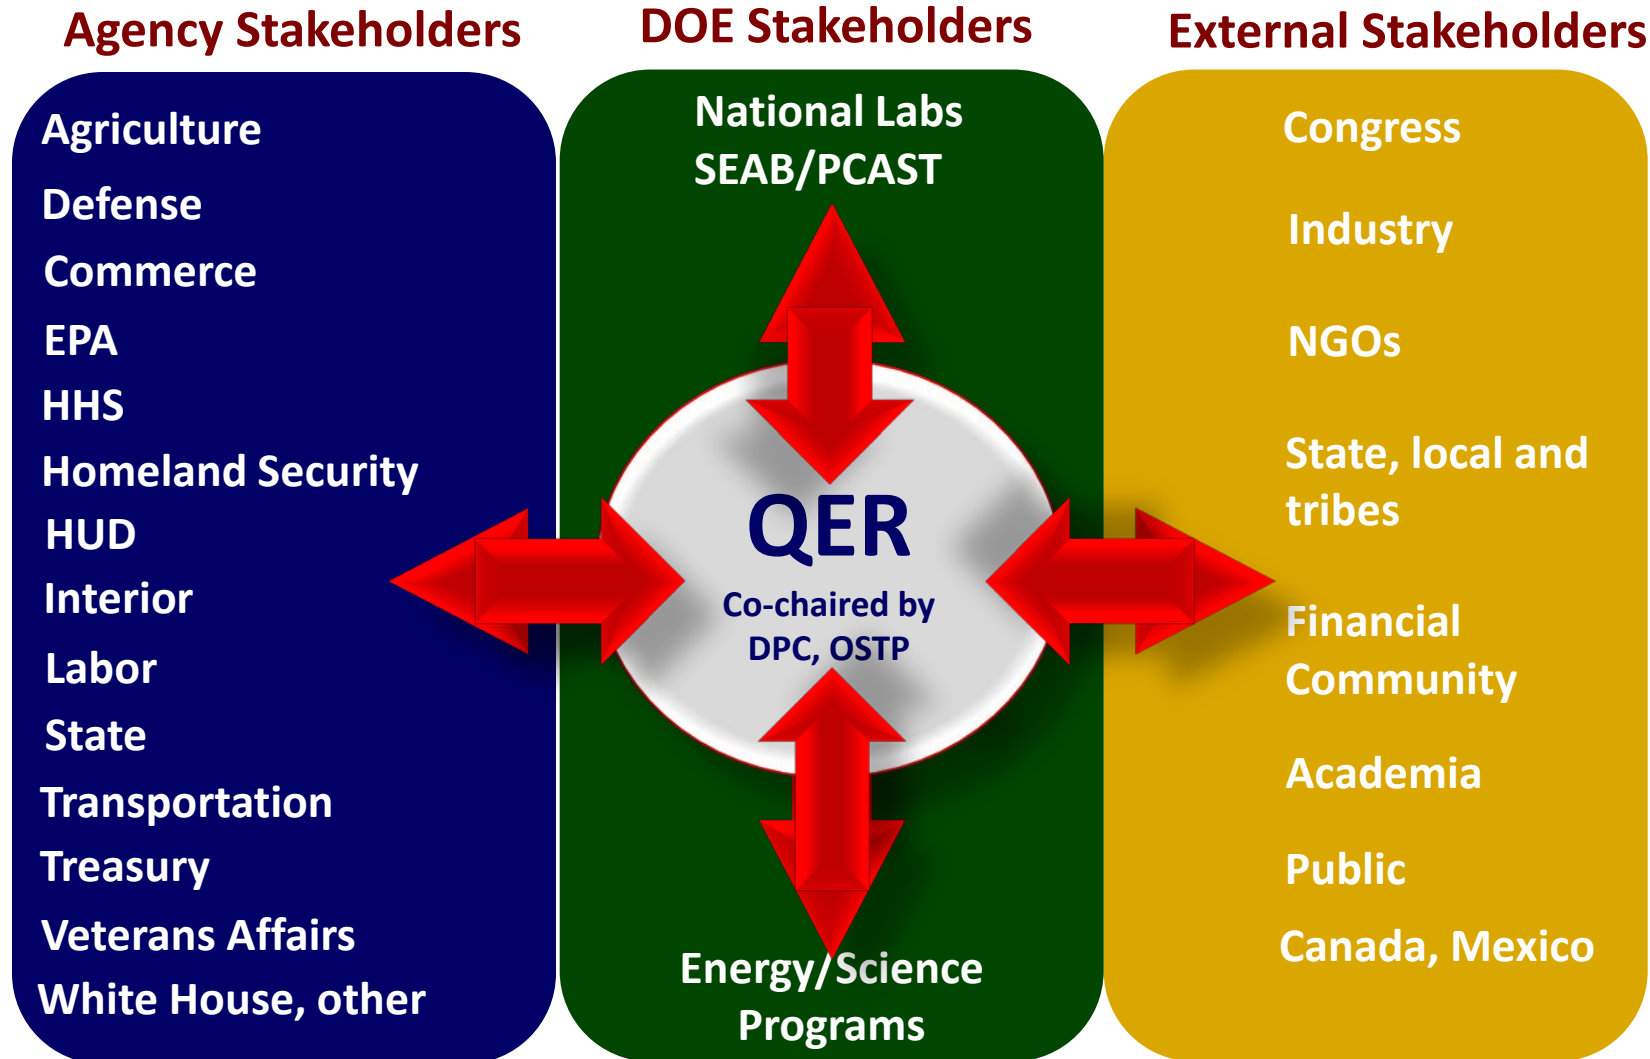 Agency Stakeholders
Agriculture
Defense
Commerce
EPA
HHS
Homeland Security
HUD
Interior
Labor
State
Transportation
Treasury
Veterans Affairs
White House, other
DOE Stakeholders
National Labs
SEAB/PCAST
QER
Co-chaired by
DPC, OSTP
Energy/Science
Programs
External Stakeholders
Congress
Industry
NGOs
State, local and
tribes
Financial
Community
Academia
Public
Canada, Mexico